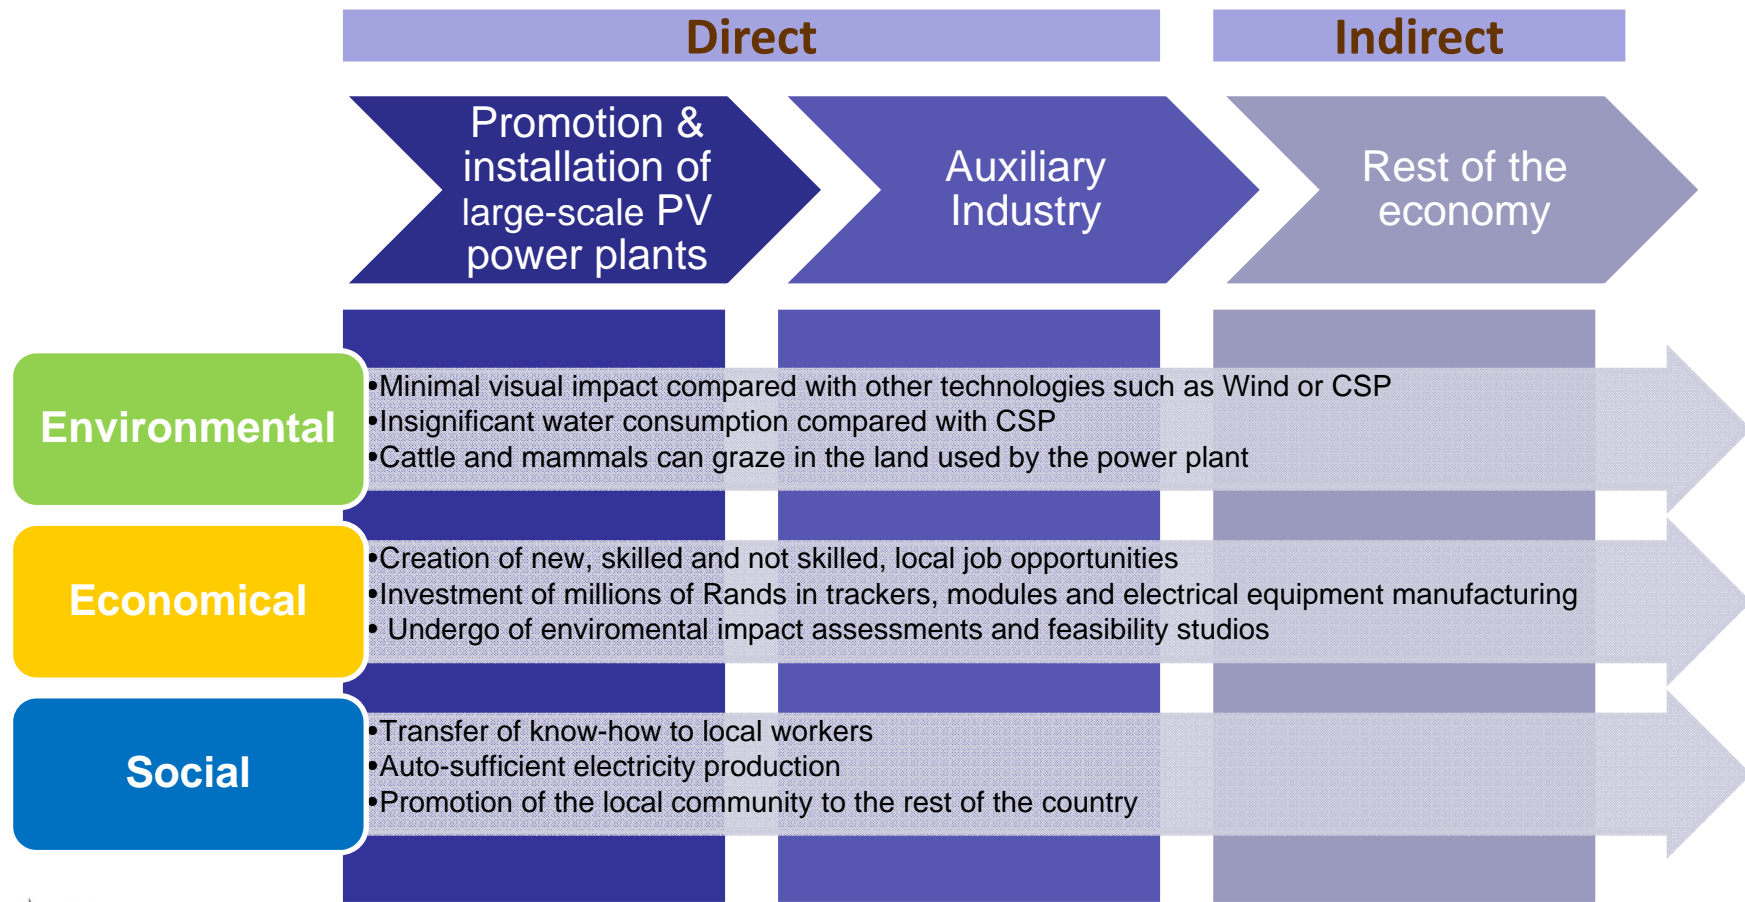 Direct
Indirect
Promotion &
installation of
large-scale PV
power plants
Auxiliary
Industry
Rest of the
economy
Environmental
•Minimal visual impact compared with other technologies such as Wind or CSP
•Insignificant water consumption compared with CSP
•Cattle and mammals can graze in the land used by the power plant
Economical
•Creation of new, skilled and not skilled, local job opportunities
•Investment of millions of Rands in trackers, modules and electrical equipment manufacturing
• Undergo of enviromental impact assessments and feasibility studios
Social
•Transfer of know-how to local workers
•Auto-sufficient electricity production
•Promotion of the local community to the rest of the country